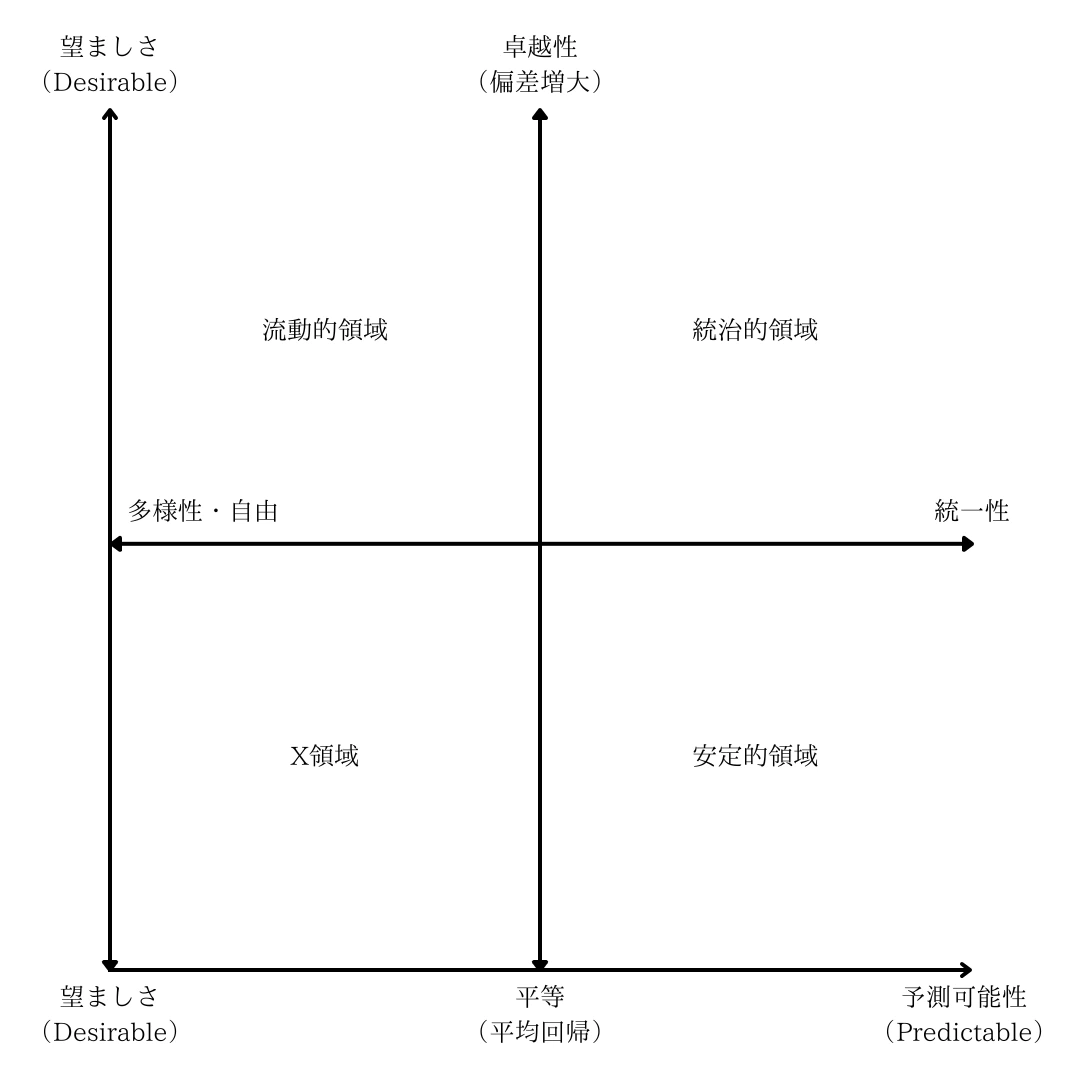 望ましさ
（Desirable）
卓越性
（偏差増大）
流動的領域
統治的領域
多様性・自由
統一性
X領域
安定的領域
望ましさ
（Desirable）
平等
（平均回帰）
予測可能性
（Predictable）